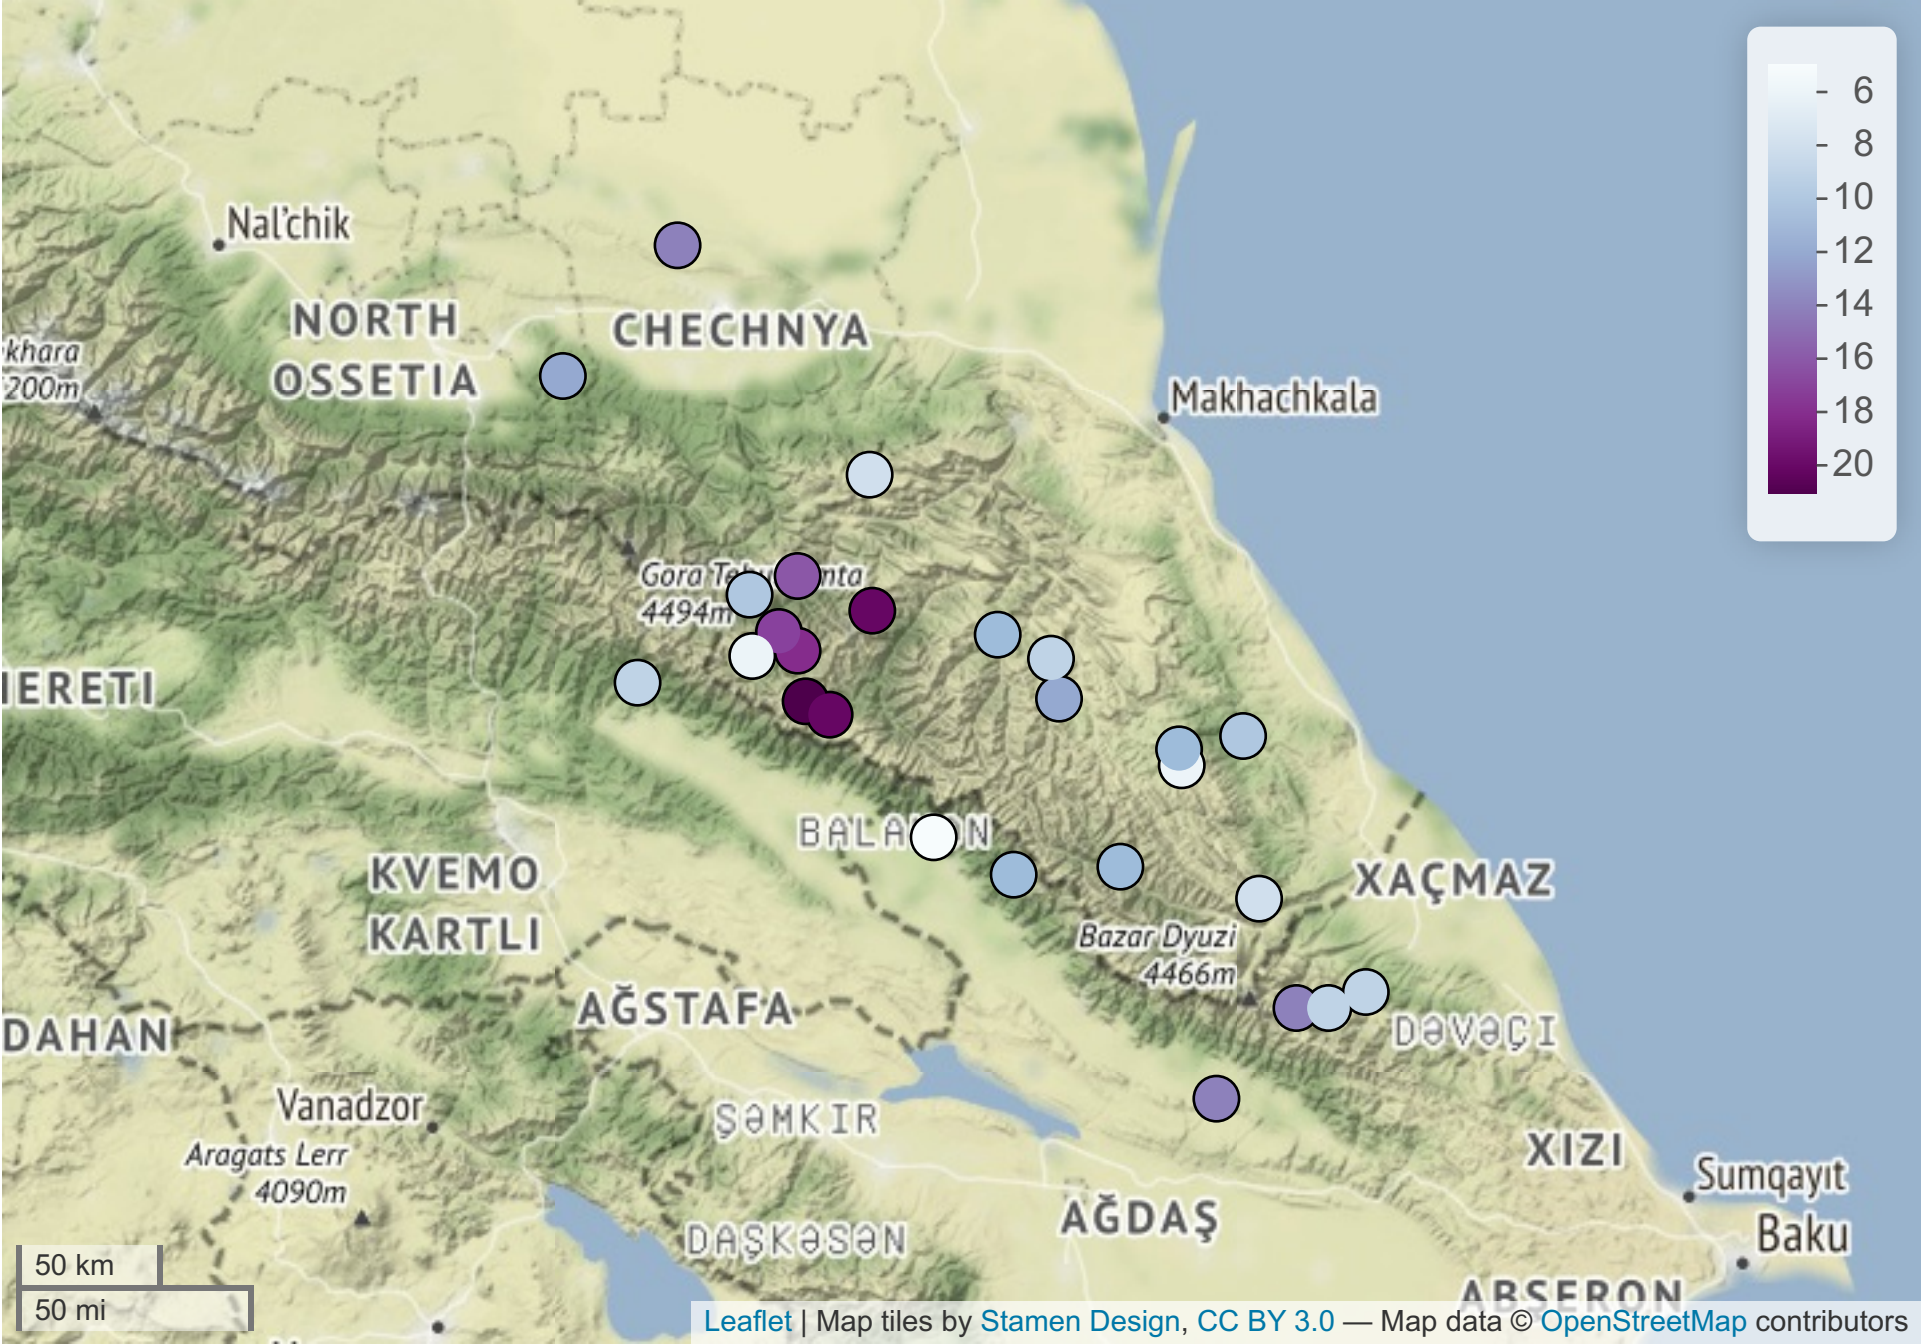 Nal'chik
NORTH
OSSETIA
CHECHNYA
khara
200m
Makhachkala
4494m
IERETI
BALA
KVEMO
KARTLI
XAÇMAZ
Bazar Dyuzi
4466m
AĞSTAFA
DAHAN
DƏVƏÇI
Vanadzor
ŞƏMKIR
Aragats Lerr
4090m
XIZI
Sumqayıt
AĞDAŞ
Baku
DAŞKƏSƏN
ABSERON
6
8
10
12
14
16
18
20
50 km
50 mi
Leaflet | Map tiles by Stamen Design, CC BY 3.0 — Map data © OpenStreetMap contributors